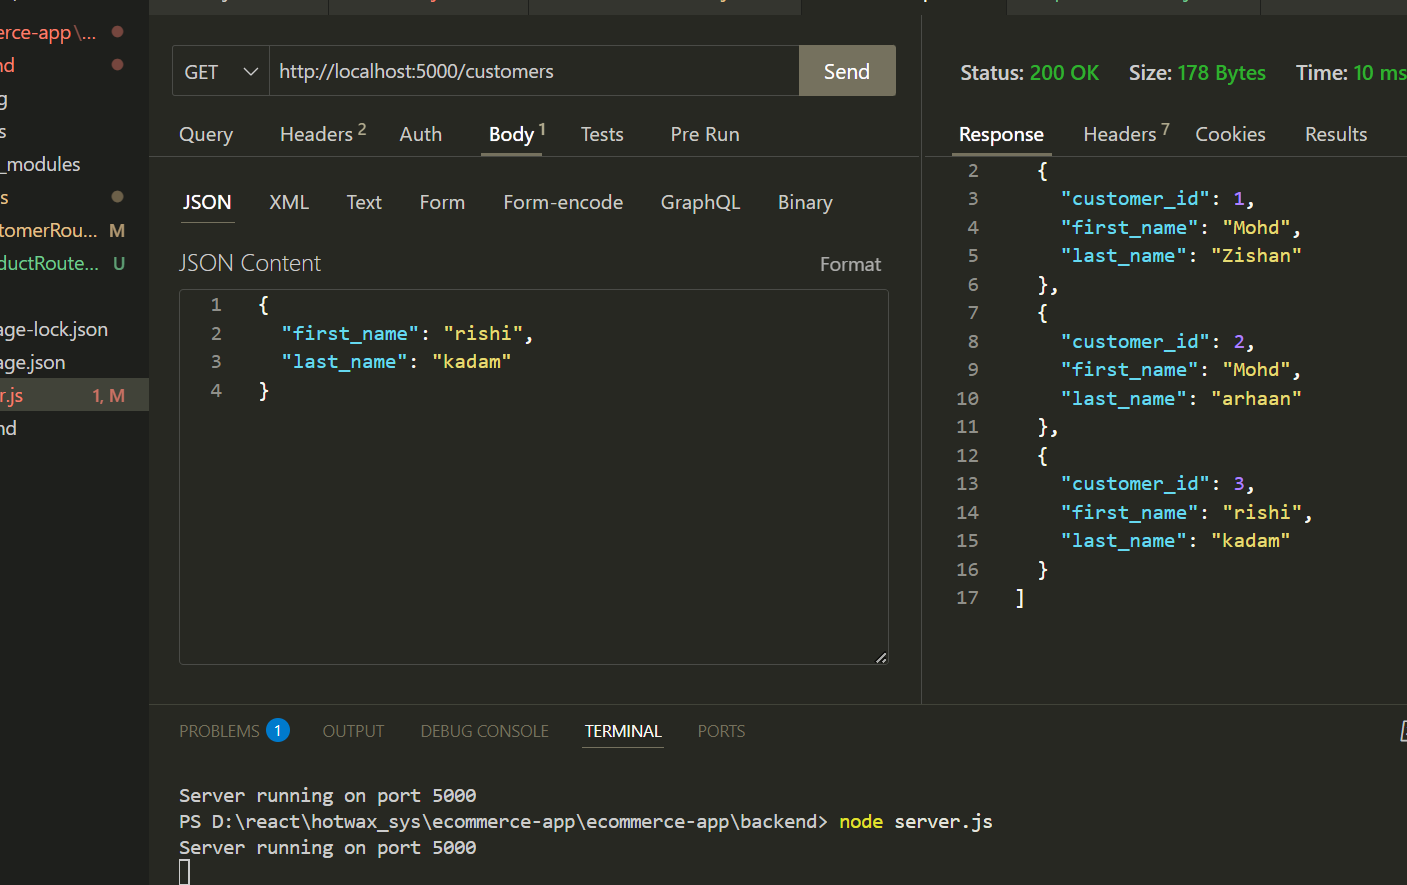 erce-app\...
nd
g
s
_modules
s
tomerRou... M
ductRoute... U
age-lock.json
age.json
r.js 1, M
nd
GET http://localhost:5000/customers Send
Query Headers 2 Auth Body 1 Tests Pre Run
JSON XML Text Form Form-encode GraphQL Binary
JSON Content Format
1 {
2 "first_name": "rishi",
3 "last_name": "kadam"
4 }
Status: 200 OK Size: 178 Bytes Time: 10 ms
Response Headers 7 Cookies Results
2 {
3 "customer_id": 1,
4 "first_name": "Mohd",
5 "last_name": "Zishan"
6 },
7 {
8 "customer_id": 2,
9 "first_name": "Mohd",
10 "last_name": "arhaan"
11 },
12 {
13 "customer_id": 3,
14 "first_name": "rishi",
15 "last_name": "kadam"
16 }
17 ]
PROBLEMS 1 OUTPUT DEBUG CONSOLE TERMINAL PORTS
Server running on port 5000
PS D:\react\hotwax_sys\ecommerce-app\ecommerce-app\backend> node server.js
Server running on port 5000